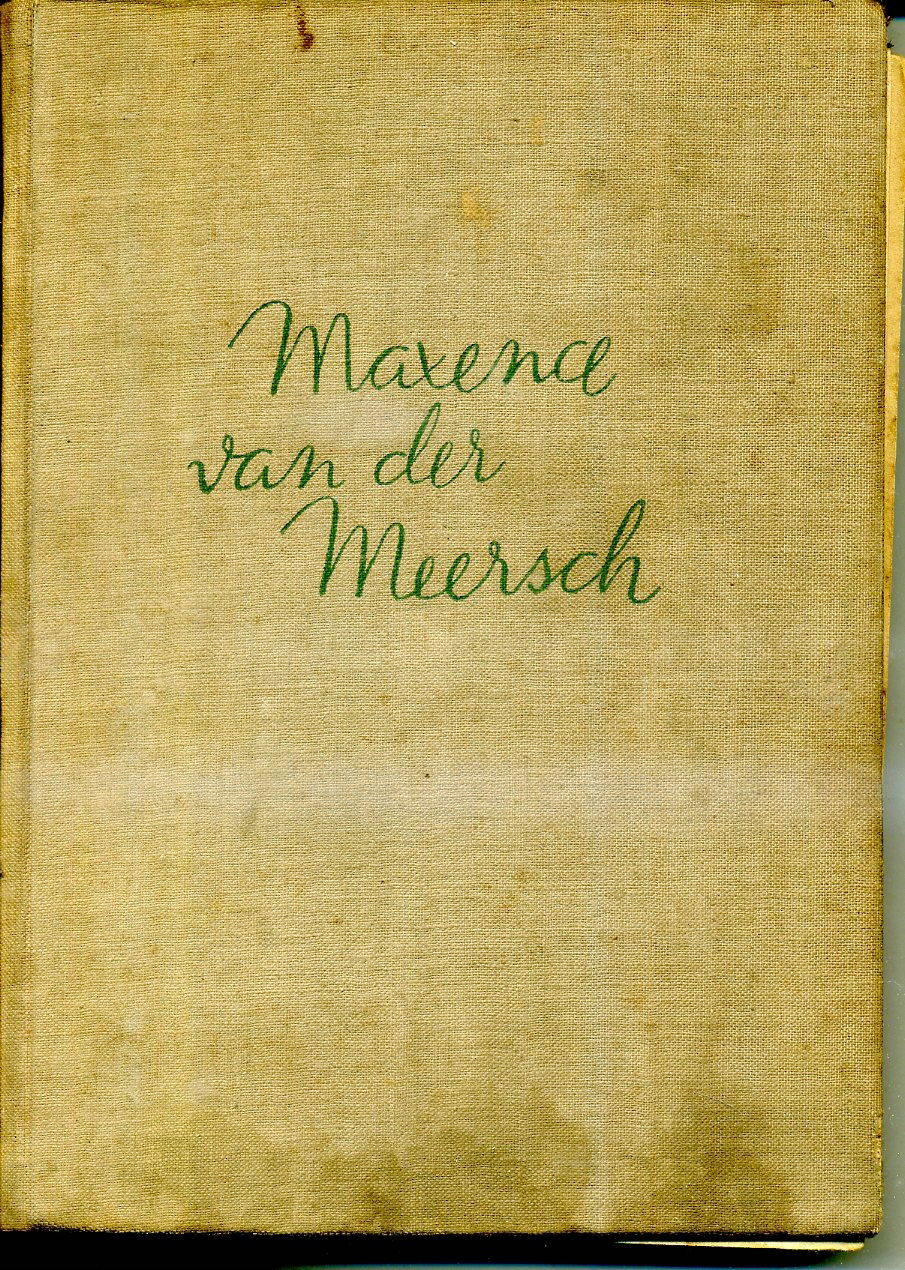 Maxence
van der
Meersch